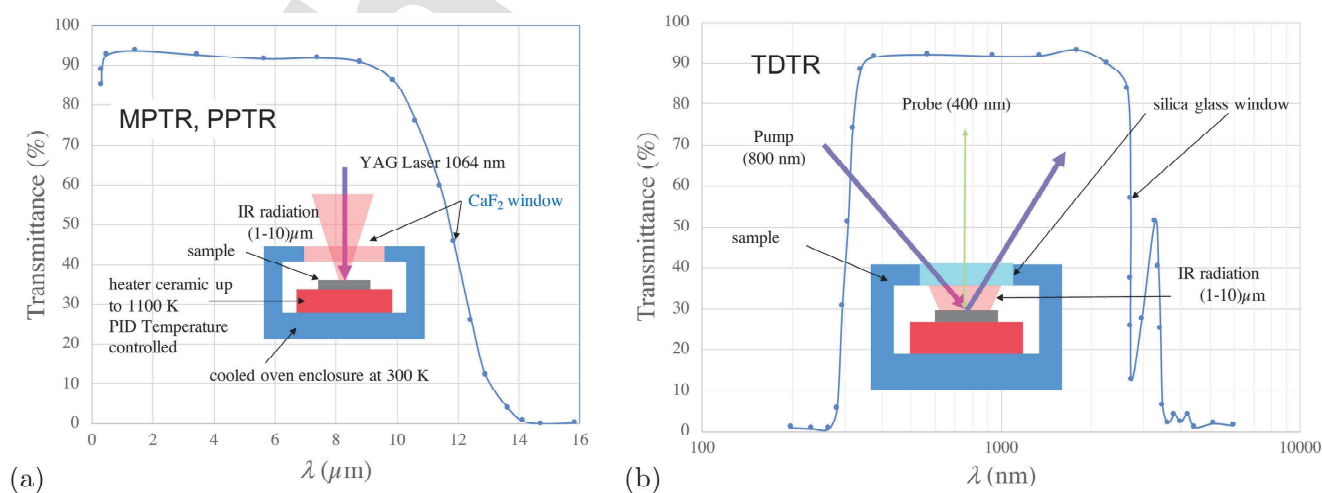 100
90
80
70
60
50
40
30
20
10
0
Transmittance (%)
0 2 4 6 8 10 12 14 16
λ (μm)
MPTR, PPTR
YAG Laser 1064 nm
CaF2 window
IR radiation
(1-10)μm
sample
heater ceramic up
to 1100 K
PID Temperature
controlled
cooled oven enclosure at 300 K
(a)
100
90
80
70
60
50
40
30
20
10
0
Transmittance (%)
100 1000 10000
λ (nm)
TDTR
Probe (400 nm)
silica glass window
Pump
(800 nm)
sample
IR radiation
(1-10)μm
(b)